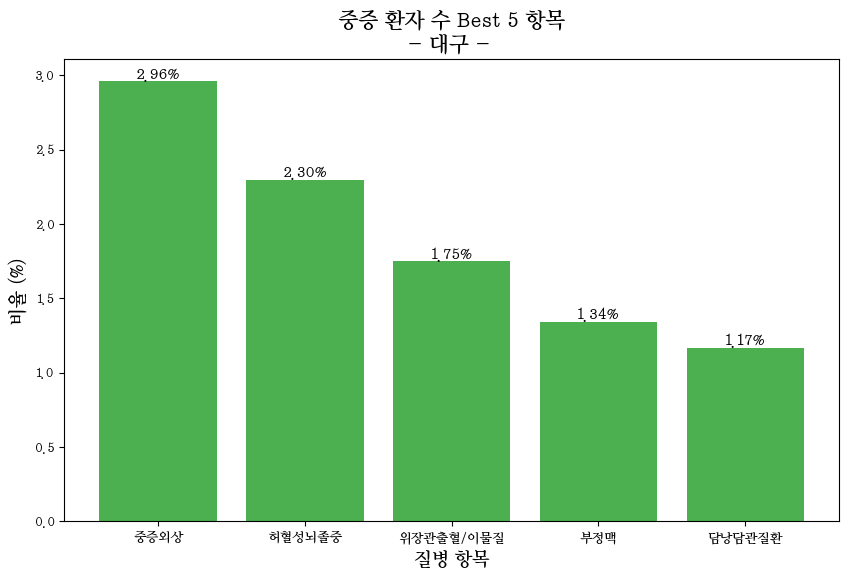 중증 환자 수 Best 5 항목
- 대구 -
비율 (%)
3.0
2.5
2.0
1.5
1.0
0.5
0.0
2.96%
2.30%
1.75%
1.34%
1.17%
중증외상
허혈성뇌졸중
위장관출혈/이물질
부정맥
담낭담관질환
질병 항목